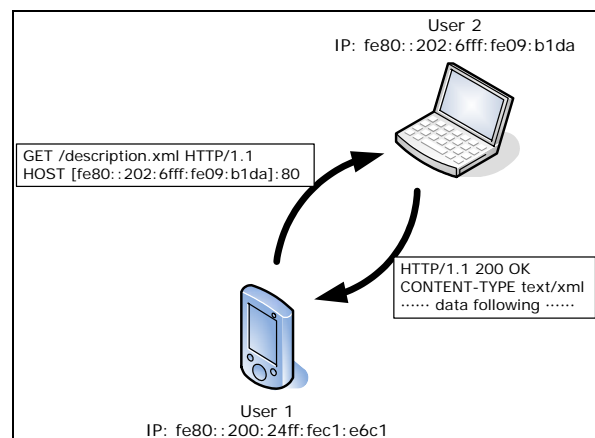 User 2
IP: fe80::202:6fff:fe09:b1da
GET /description.xml HTTP/1.1
HOST [fe80::202:6fff:fe09:b1da]:80
HTTP/1.1 200 OK
CONTENT-TYPE text/xml
······ data following ······
User 1
IP: fe80::200:24ff:fec1:e6c1